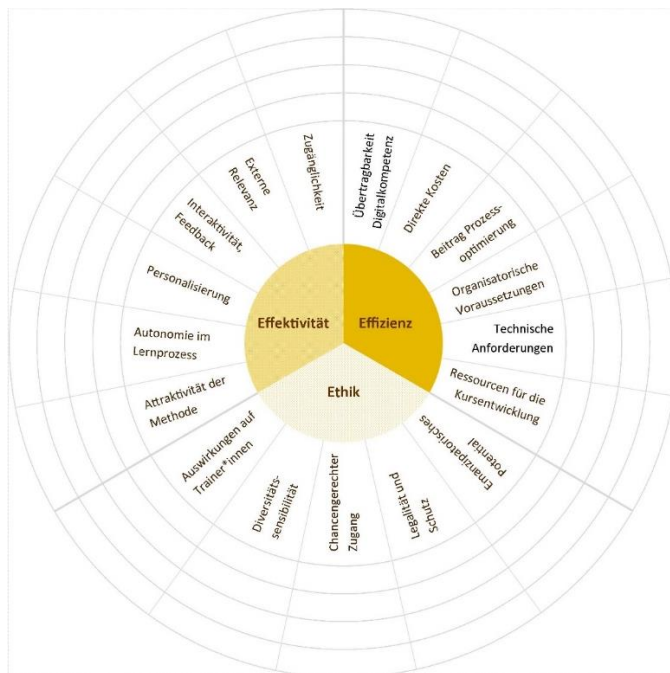 Effektivität
Effizienz
Ethik
Übertragbarkeit
Digitalkompetenz
Direkte Kosten
Beitrag Prozess-
optimierung
Organisatorische
Voraussetzungen
Technische
Anforderungen
Ressourcen für die
Kursentwicklung
Emanzipatorisches
potential
Legalität und
Schutz
Chancengerechter
Zugang
Diversitäts-
sensibilität
Auswirkungen auf
Trainer*innen
Attraktivität der
Methode
Autonomie im
Lernprozess
Personalisierung
Interaktivität,
Feedback
Externe
Relevanz
Zugänglichkeit